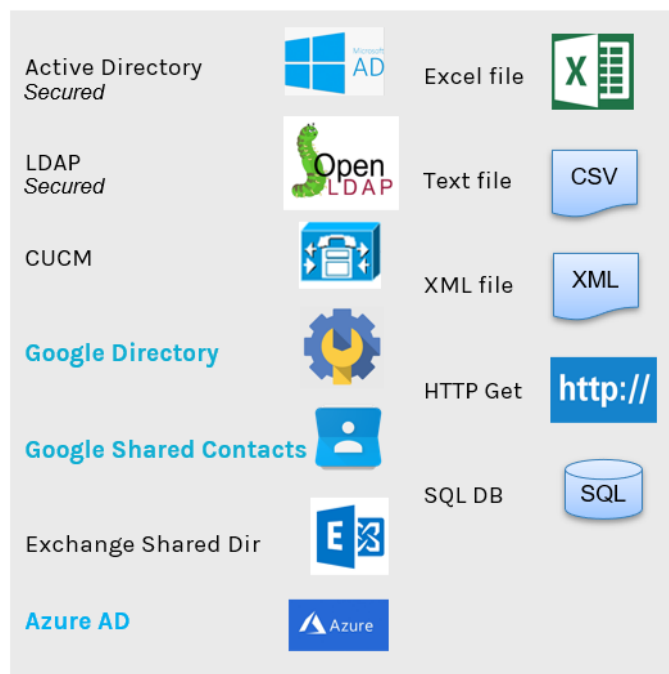 Active Directory
Secured
Microsoft
AD
LDAP
Secured
Open
LDAP
CUCM
Google Directory
Google Shared Contacts
Exchange Shared Dir
E
Azure AD
Azure
Excel file
X
Text file
CSV
XML file
XML
HTTP Get
http://
SQL DB
SQL